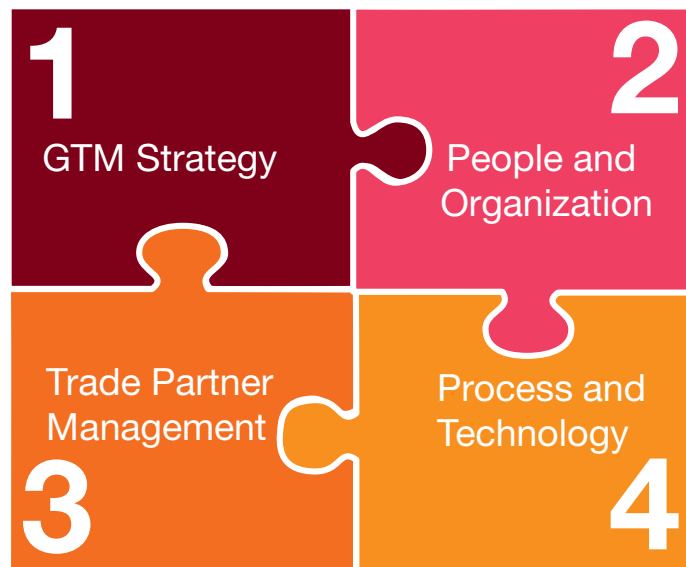 1
GTM Strategy
2
People and
Organization
Trade Partner
Management
3
Process and
Technology
4